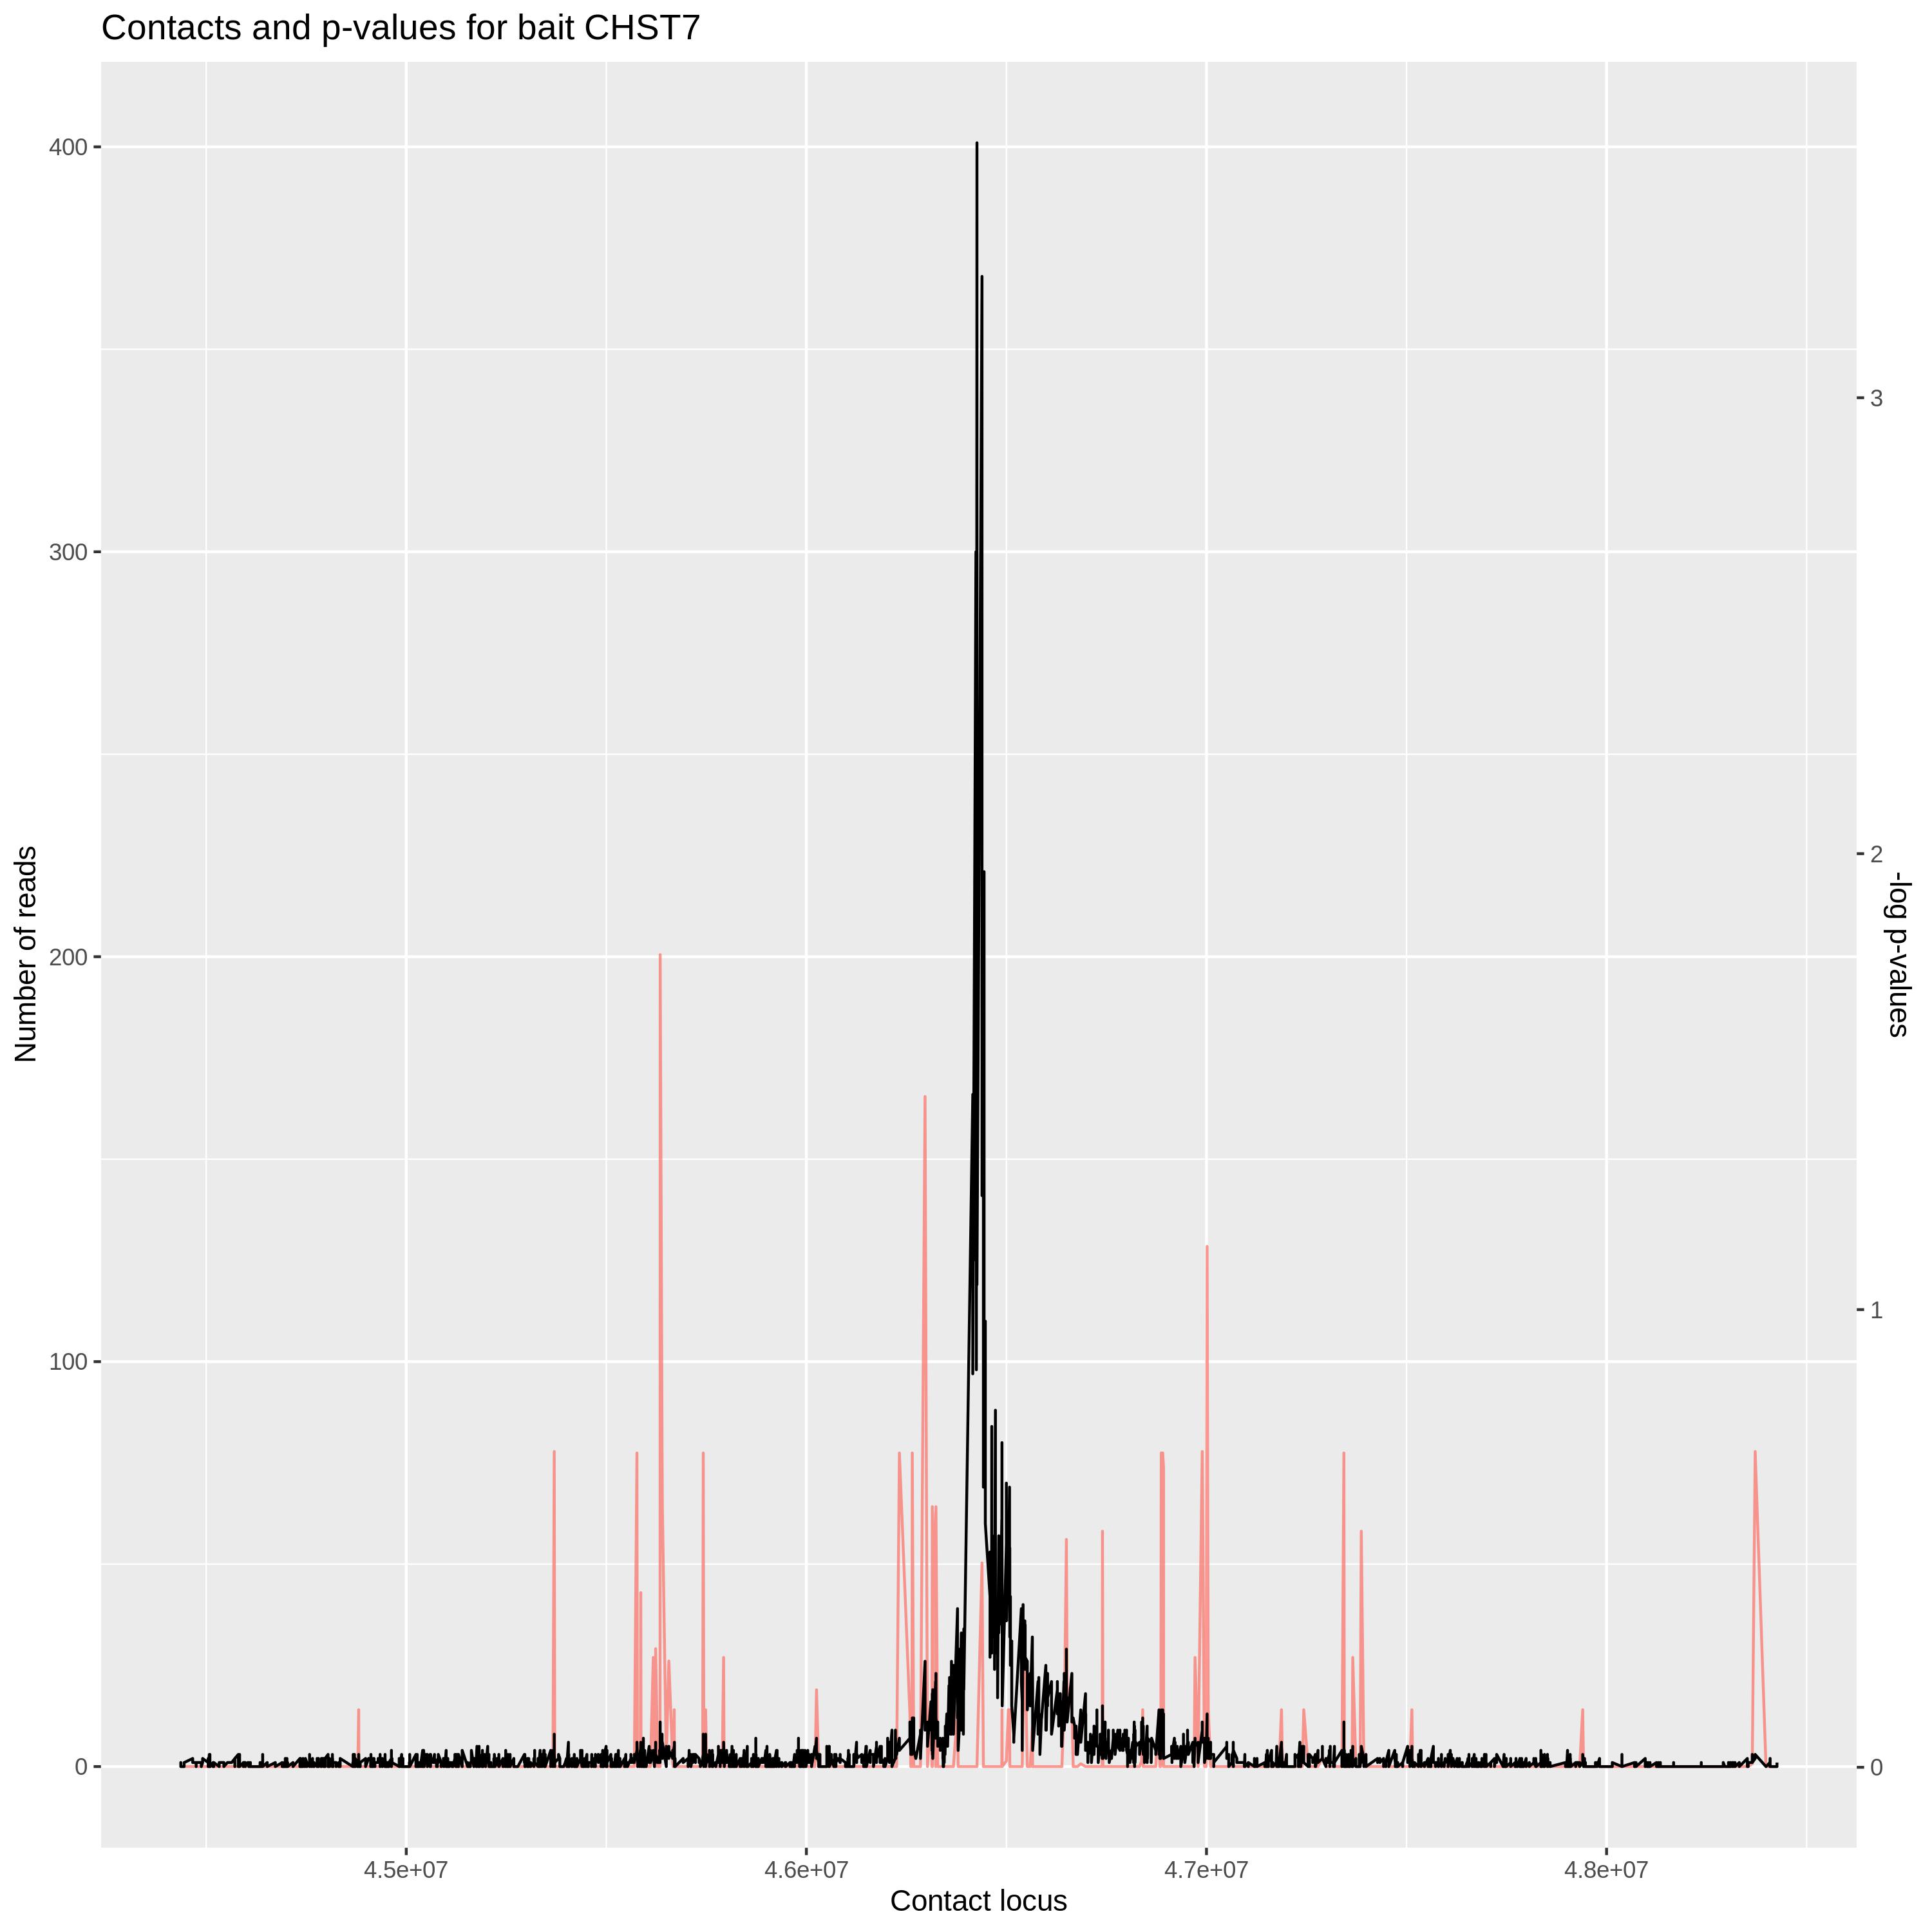 Contacts and p-values for bait CHST7
400
300
200
100
0
Number of reads
3
2
1
0
-log p-values
4.5e+07
4.6e+07
4.7e+07
4.8e+07
Contact locus